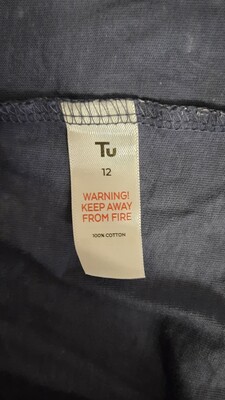 Tu
12
WARNING!
KEEP AWAY
FROM FIRE
100% COTTON